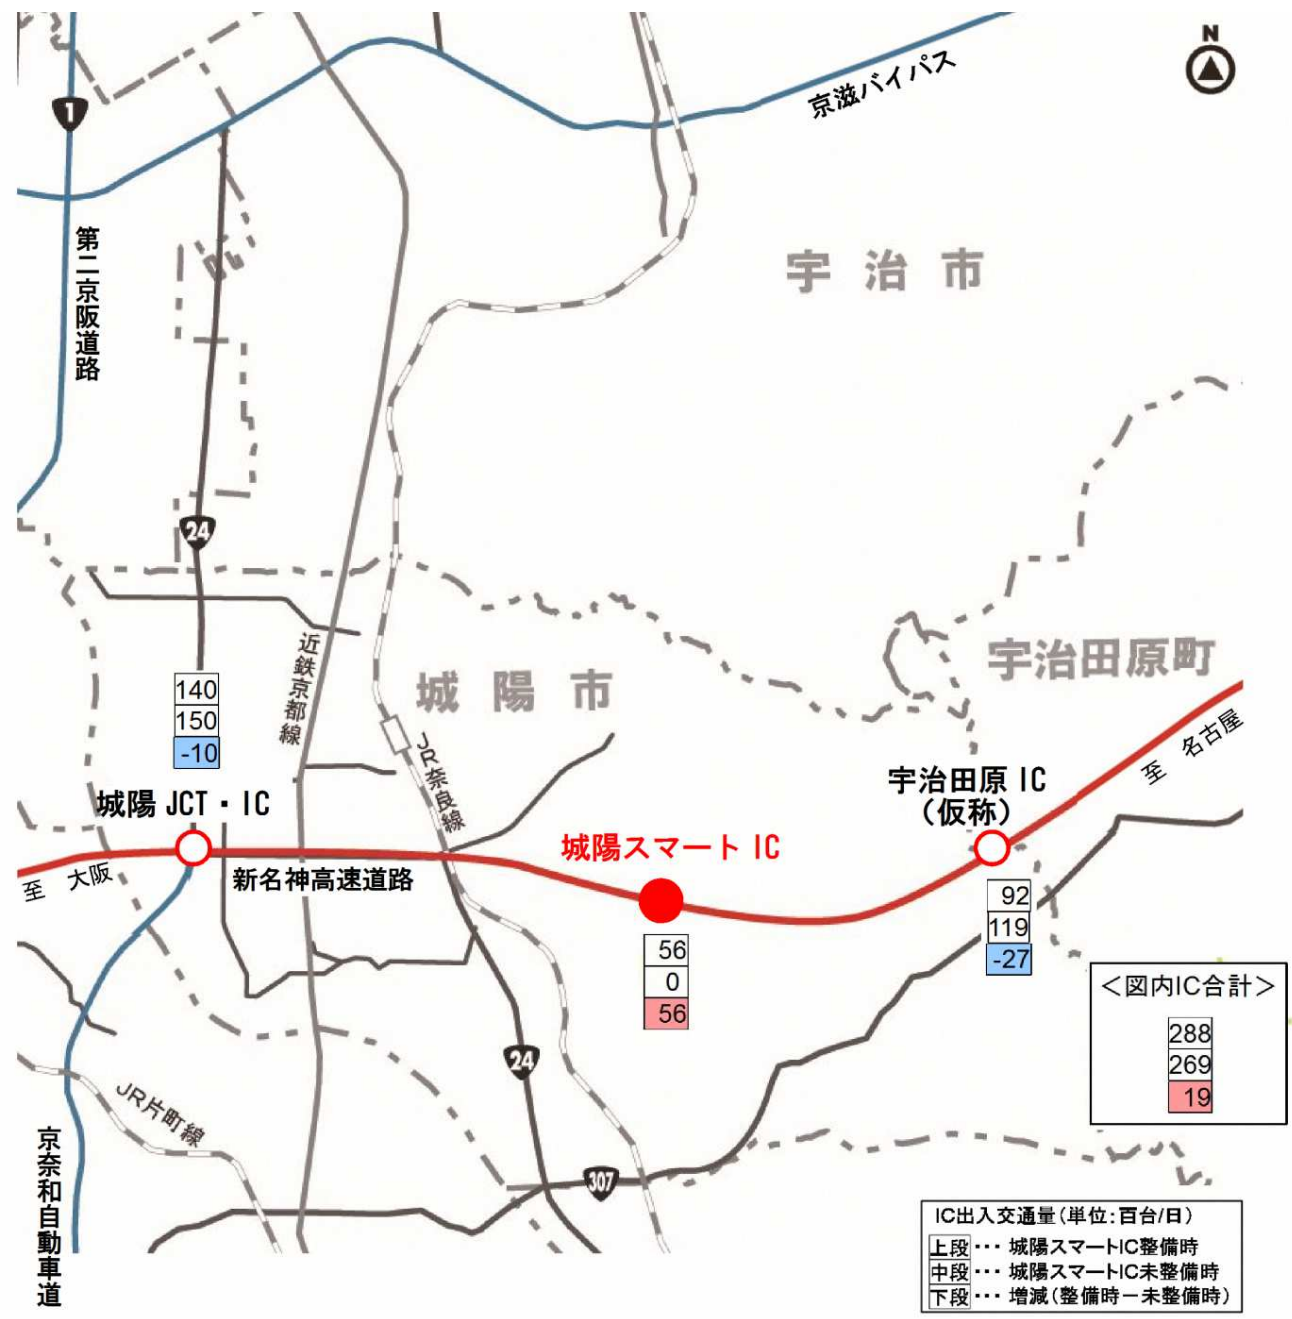 N
1
京滋バイパス
第二京阪道路
宇治市
24
近鉄京都線
城陽市
宇治田原町
JR奈良線
140
150
-10
至 名古屋
城陽 JCT・IC
宇治田原 IC
(仮称)
城陽スマート IC
至 大阪
新名神高速道路
92
119
-27
56
0
56
<図内IC合計>
288
269
19
24
JR片町線
京奈和自動車道
307
IC出入交通量(単位:百台/日)
上段・・・ 城陽スマートIC整備時
中段・・・ 城陽スマートIC未整備時
下段・・・ 増減(整備時-未整備時)